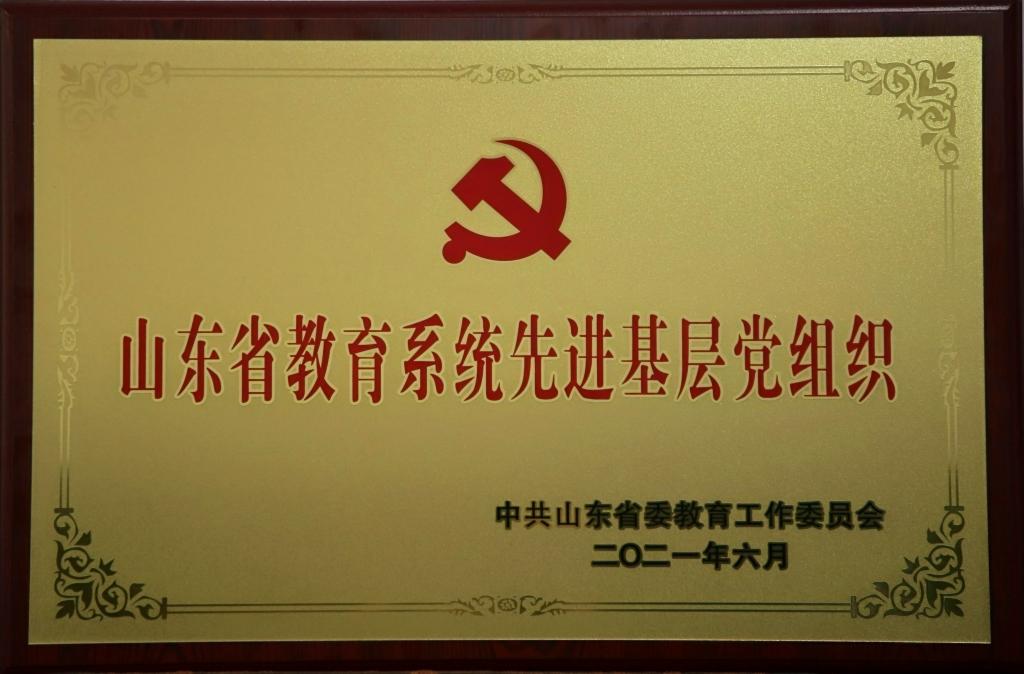 山东省教育系统先进基层党组织
中共山东省委教育工作委员会
二〇二一年六月